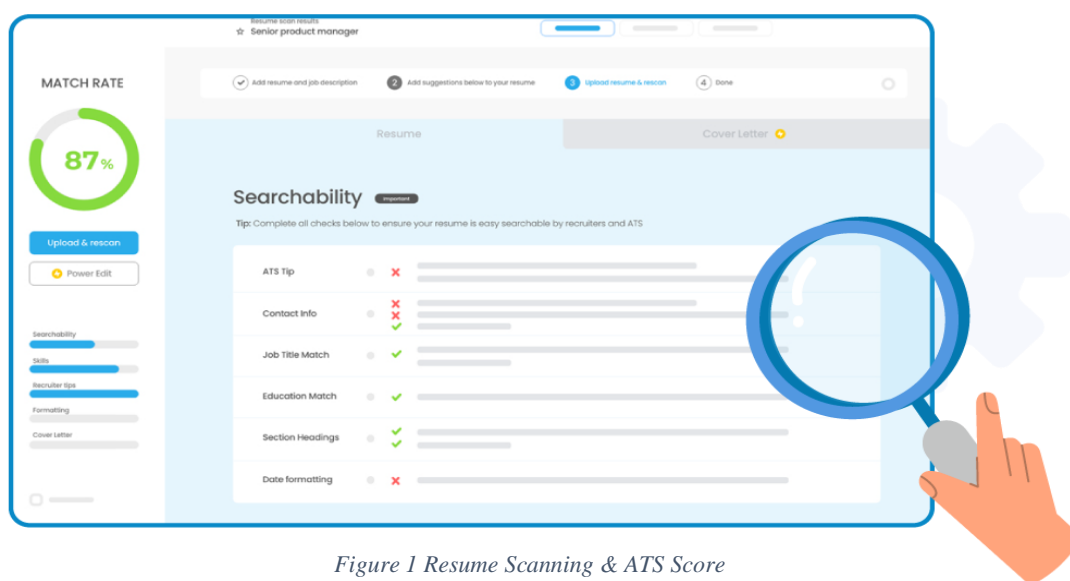 Resume scan results
☆ Senior product manager
MATCH RATE
87%
Upload & rescan
Power Edit
Searchability
Skills
Recruiter tips
Formatting
Cover Letter
Add resume and job description
2 Add suggestions below to your resume
3 Upload resume & rescan
4 Done
Resume
Cover Letter
Searchability Important
Tip: Complete all checks below to ensure your resume is easy searchable by recruiters and ATS
ATS Tip
Contact Info
Job Title Match
Education Match
Section Headings
Date formatting
Figure 1 Resume Scanning & ATS Score